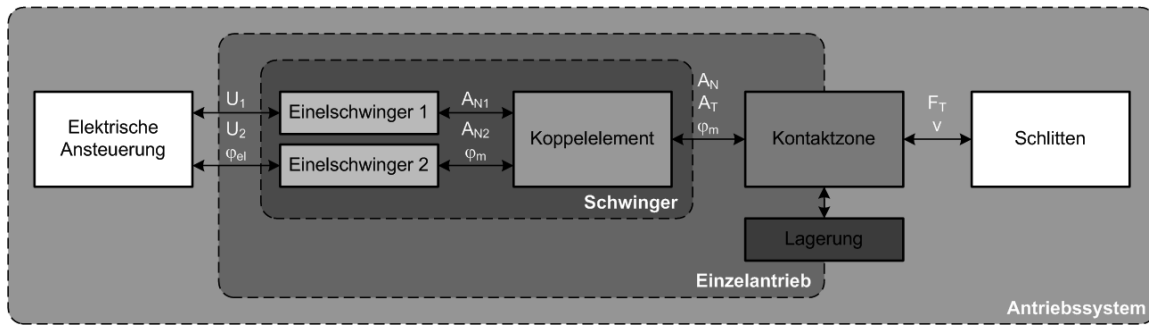 Elektrische
Ansteuerung
U1
U2
φel
Einelschwinger 1
Einelschwinger 2
AN1
AN2
φm
Koppelelement
Schwinger
AN
AT
φm
Kontaktzone
Lagerung
Einzelantrieb
FT
v
Schlitten
Antriebssystem